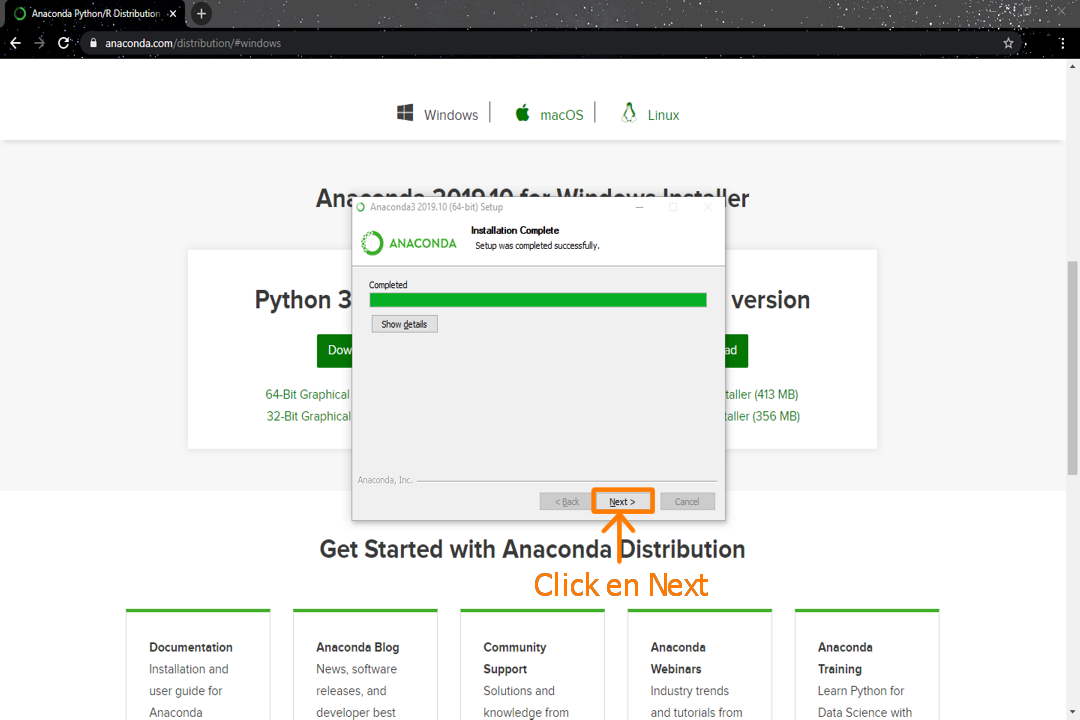 Anaconda Python/R Distribution
anaconda.com/distribution/#windows
Windows
macOS
Linux
Anaconda 2019.10 for Windows Installer
Anaconda3 2019.10 (64-bit) Setup
ANACONDA
Installation Complete
Setup was completed successfully.
Completed
Show details
Python 3
version
Dow
ad
64-Bit Graphical
taller (413 MB)
32-Bit Graphical
taller (356 MB)
Anaconda, Inc.
< Back
Next >
Cancel
Get Started with Anaconda Distribution
Click en Next
Documentation
Installation and
user guide for
Anaconda
Anaconda Blog
News, software
releases, and
developer best
Community
Support
Solutions and
knowledge from
Anaconda
Webinars
Industry trends
and tutorials from
Anaconda
Training
Learn Python for
Data Science with